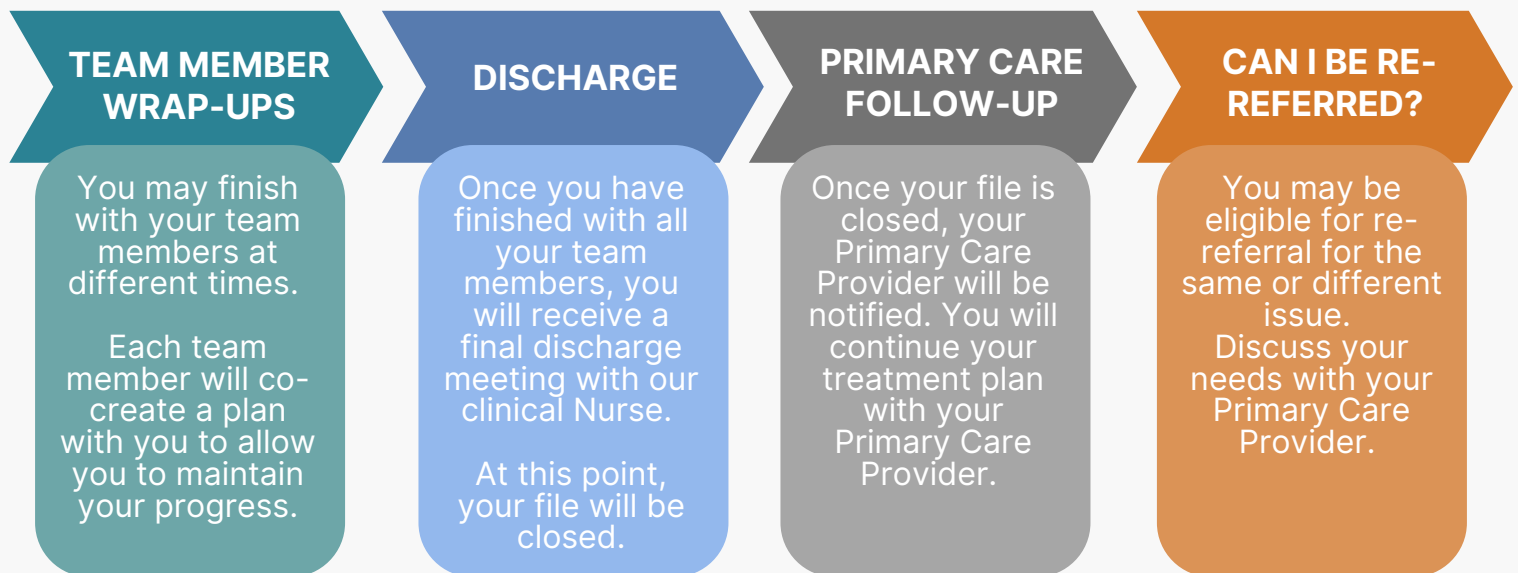 TEAM MEMBER
WRAP-UPS
You may finish
with your team
members at
different times.
Each team
member will co-
create a plan
with you to allow
you to maintain
your progress.
DISCHARGE
Once you have
finished with all
your team
members, you
will receive a
final discharge
meeting with our
clinical Nurse.
At this point,
your file will be
closed.
PRIMARY CARE
FOLLOW-UP
Once your file is
closed, your
Primary Care
Provider will be
notified. You will
continue your
treatment plan
with your
Primary Care
Provider.
CAN I BE RE-
REFERRED?
You may be
eligible for re-
referral for the
same or different
issue.
Discuss your
needs with your
Primary Care
Provider.